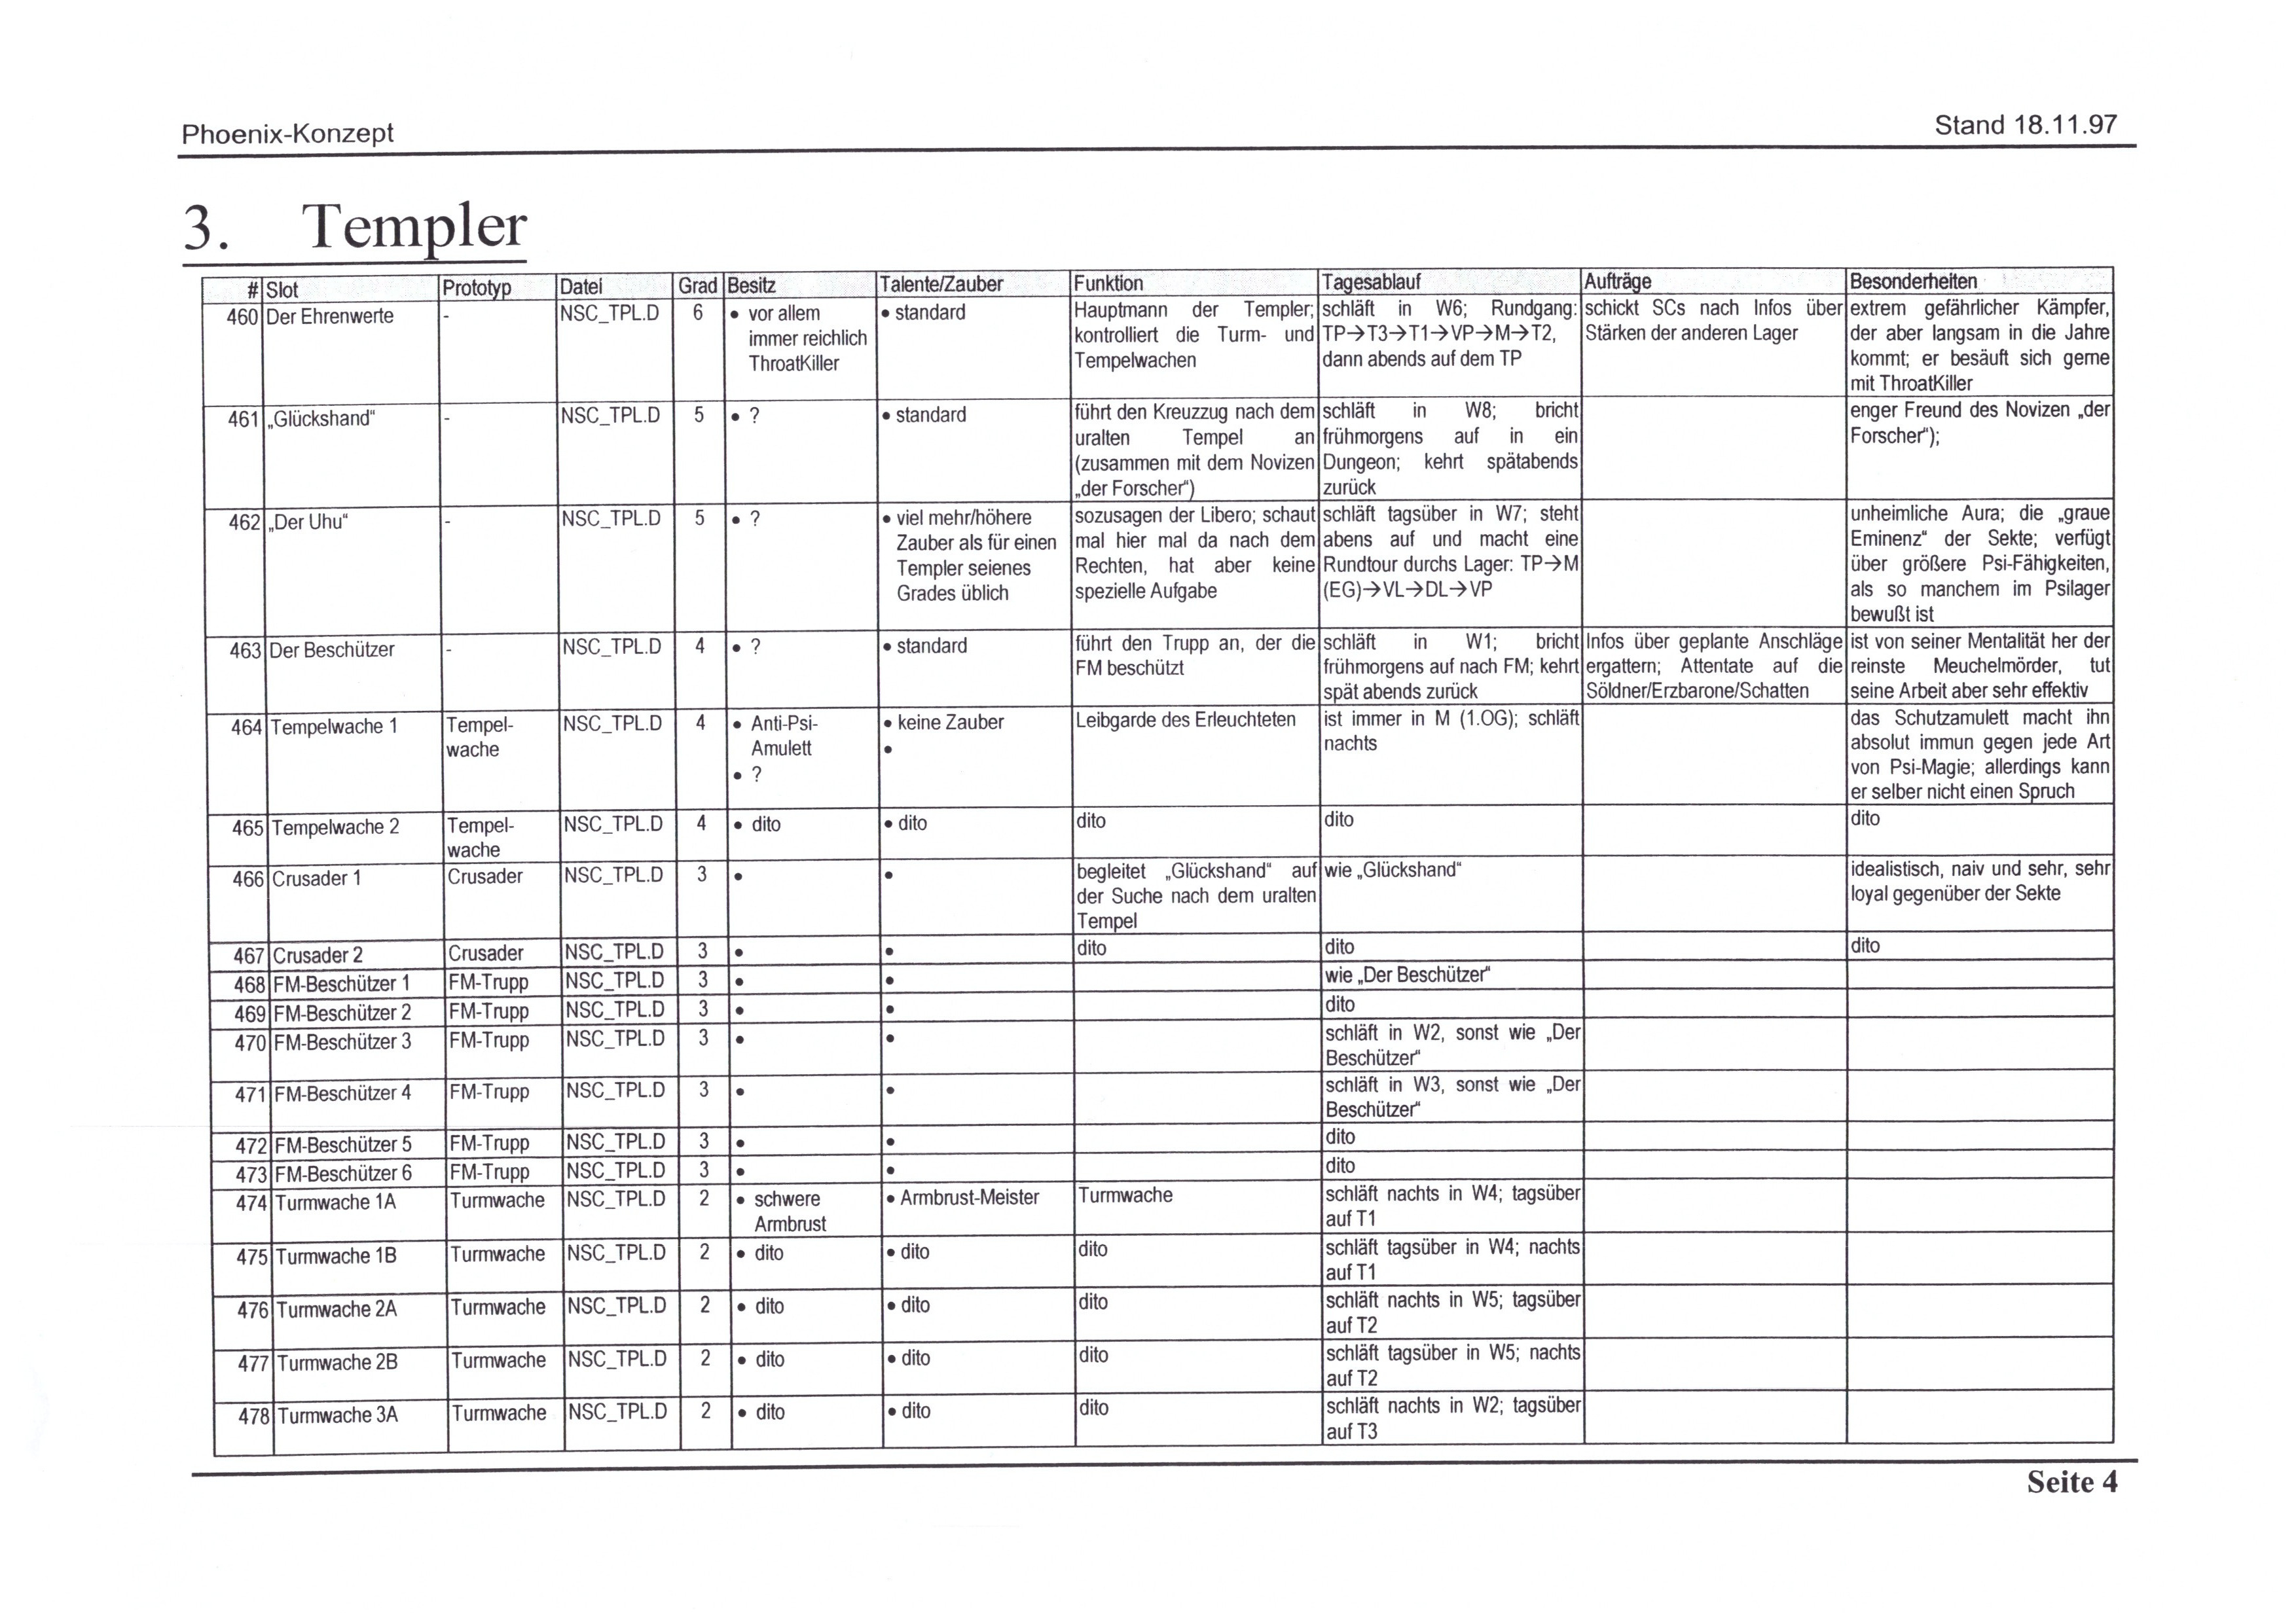 Phoenix-Konzept
Stand 18.11.97
3. Templer
# Slot Prototyp Datei Grad Besitz Talente/Zauber Funktion Tagesablauf Aufträge Besonderheiten
460 Der Ehrenwerte - NSC_TPL.D 6 • vor allem • standard Hauptmann der Templer; schläft in W6; Rundgang: schickt SCs nach Infos über extrem gefährlicher Kämpfer,
immer reichlich kontrolliert die Turm- und TP→T3→T1→VP→M→T2, Stärken der anderen Lager der aber langsam in die Jahre
ThroatKiller Tempelwachen dann abends auf dem TP kommt; er besäuft sich gerne
mit ThroatKiller
461 „Glückshand“ - NSC_TPL.D 5 • ? • standard führt den Kreuzzug nach dem schläft in W8; bricht enger Freund des Novizen „der
uralten Tempel an frühmorgens auf in ein Forscher“);
(zusammen mit dem Novizen Dungeon; kehrt spätabends
„der Forscher“) zurück
462 „Der Uhu“ - NSC_TPL.D 5 • ? • viel mehr/höhere sozusagen der Libero; schaut schläft tagsüber in W7; steht unheimliche Aura; die „graue
Zauber als für einen mal hier mal da nach dem abens auf und macht eine Eminenz“ der Sekte; verfügt
Templer seienes Rechten, hat aber keine Rundtour durchs Lager: TP→M über größere Psi-Fähigkeiten,
Grades üblich spezielle Aufgabe (EG)→VL→DL→VP als so manchem im Psilager
bewußt ist
463 Der Beschützer - NSC_TPL.D 4 • ? • standard führt den Trupp an, der die schläft in W1; bricht Infos über geplante Anschläge ist von seiner Mentalität her der
FM beschützt frühmorgens auf nach FM; kehrt ergattern; Attentate auf die reinste Meuchelmörder, tut
spät abends zurück Söldner/Erzbarone/Schatten seine Arbeit aber sehr effektiv
464 Tempelwache 1 Tempel- NSC_TPL.D 4 • Anti-Psi- • keine Zauber Leibgarde des Erleuchteten ist immer in M (1.OG); schläft das Schutzamulett macht ihn
wache Amulett • nachts absolut immun gegen jede Art
• ? von Psi-Magie; allerdings kann
er selber nicht einen Spruch
465 Tempelwache 2 Tempel- NSC_TPL.D 4 • dito • dito dito dito dito
wache
466 Crusader 1 Crusader NSC_TPL.D 3 • • begleitet „Glückshand“ auf wie „Glückshand“ idealistisch, naiv und sehr, sehr
der Suche nach dem uralten loyal gegenüber der Sekte
Tempel
467 Crusader 2 Crusader NSC_TPL.D 3 • • dito dito dito
468 FM-Beschützer 1 FM-Trupp NSC_TPL.D 3 • • wie „Der Beschützer“
469 FM-Beschützer 2 FM-Trupp NSC_TPL.D 3 • • dito
470 FM-Beschützer 3 FM-Trupp NSC_TPL.D 3 • • schläft in W2, sonst wie „Der
Beschützer“
471 FM-Beschützer 4 FM-Trupp NSC_TPL.D 3 • • schläft in W3, sonst wie „Der
Beschützer“
472 FM-Beschützer 5 FM-Trupp NSC_TPL.D 3 • • dito
473 FM-Beschützer 6 FM-Trupp NSC_TPL.D 3 • • dito
474 Turmwache 1A Turmwache NSC_TPL.D 2 • schwere • Armbrust-Meister Turmwache schläft nachts in W4; tagsüber
Armbrust auf T1
475 Turmwache 1B Turmwache NSC_TPL.D 2 • dito • dito dito schläft tagsüber in W4; nachts
auf T1
476 Turmwache 2A Turmwache NSC_TPL.D 2 • dito • dito dito schläft nachts in W5; tagsüber
auf T2
477 Turmwache 2B Turmwache NSC_TPL.D 2 • dito • dito dito schläft tagsüber in W5; nachts
auf T2
478 Turmwache 3A Turmwache NSC_TPL.D 2 • dito • dito dito schläft nachts in W2; tagsüber
auf T3
Seite 4